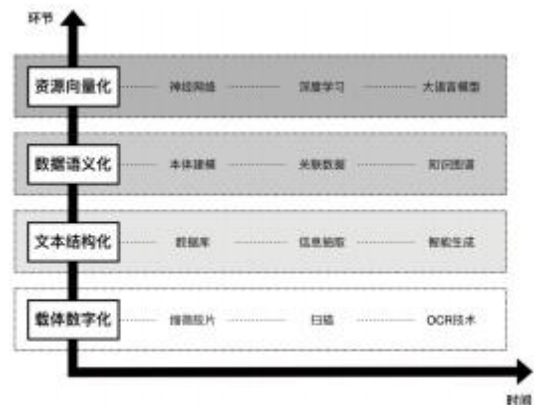 环节
资源向量化 神经网络 深度学习 大语言模型
数据语义化 本体建模 关联数据 知识图谱
文本结构化 数据库 信息抽取 智能生成
载体数字化 缩微胶片 扫描 OCR技术
时间